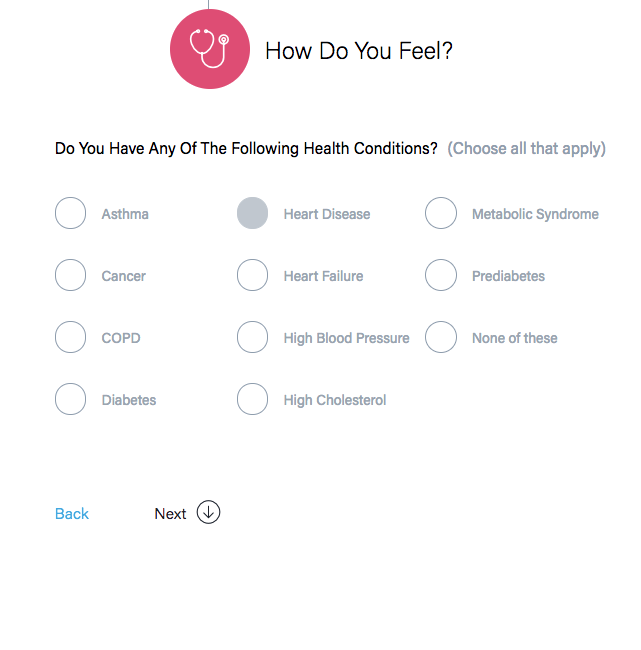 How Do You Feel?
Do You Have Any Of The Following Health Conditions? (Choose all that apply)
Asthma
Heart Disease
Metabolic Syndrome
Cancer
Heart Failure
Prediabetes
COPD
High Blood Pressure
None of these
Diabetes
High Cholesterol
Back
Next